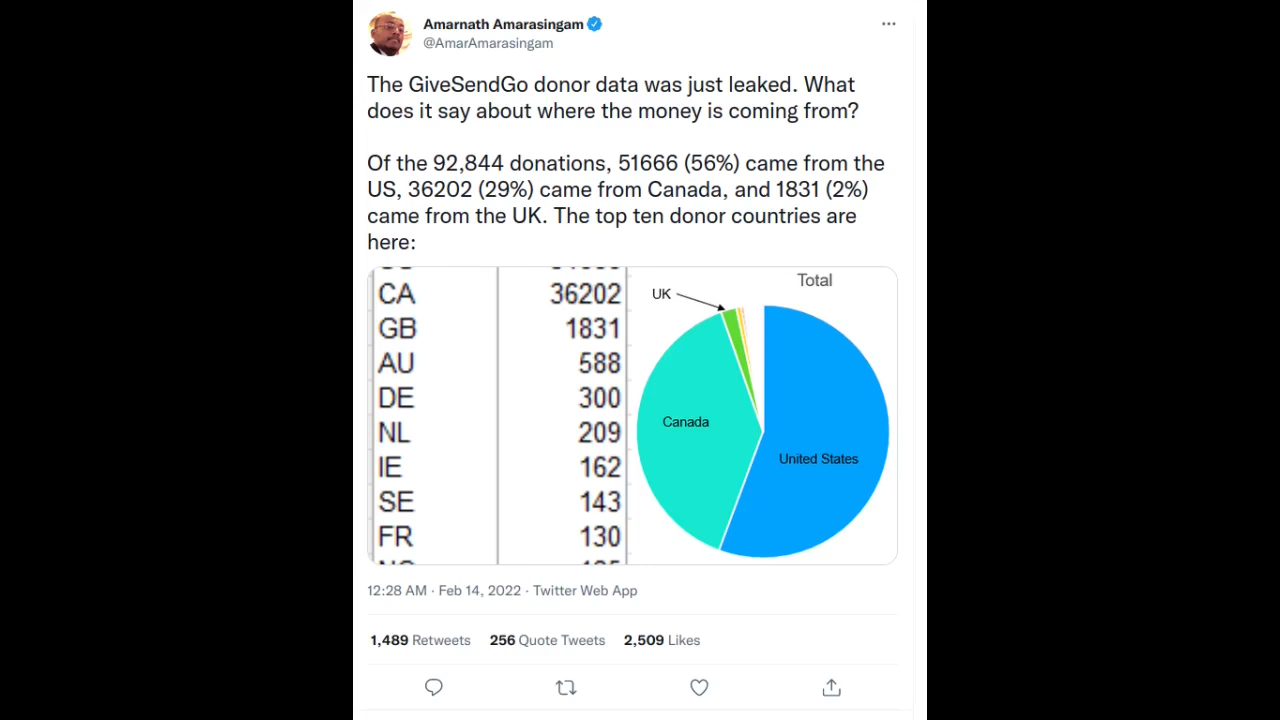 Amarnath Amarasingam
@AmarAmarasingam
The GiveSendGo donor data was just leaked. What
does it say about where the money is coming from?
Of the 92,844 donations, 51666 (56%) came from the
US, 36202 (29%) came from Canada, and 1831 (2%)
came from the UK. The top ten donor countries are
here:
CA 36202
GB 1831
AU 588
DE 300
NL 209
IE 162
SE 143
FR 130
Total
UK
Canada
United States
12:28 AM · Feb 14, 2022 · Twitter Web App
1,489 Retweets 256 Quote Tweets 2,509 Likes